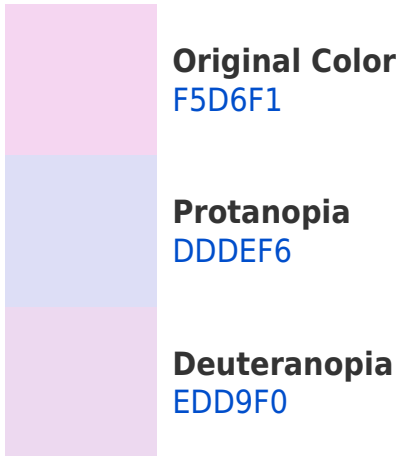 Original Color
F5D6F1
Protanopia
DDDEF6
Deuteranopia
EDD9F0